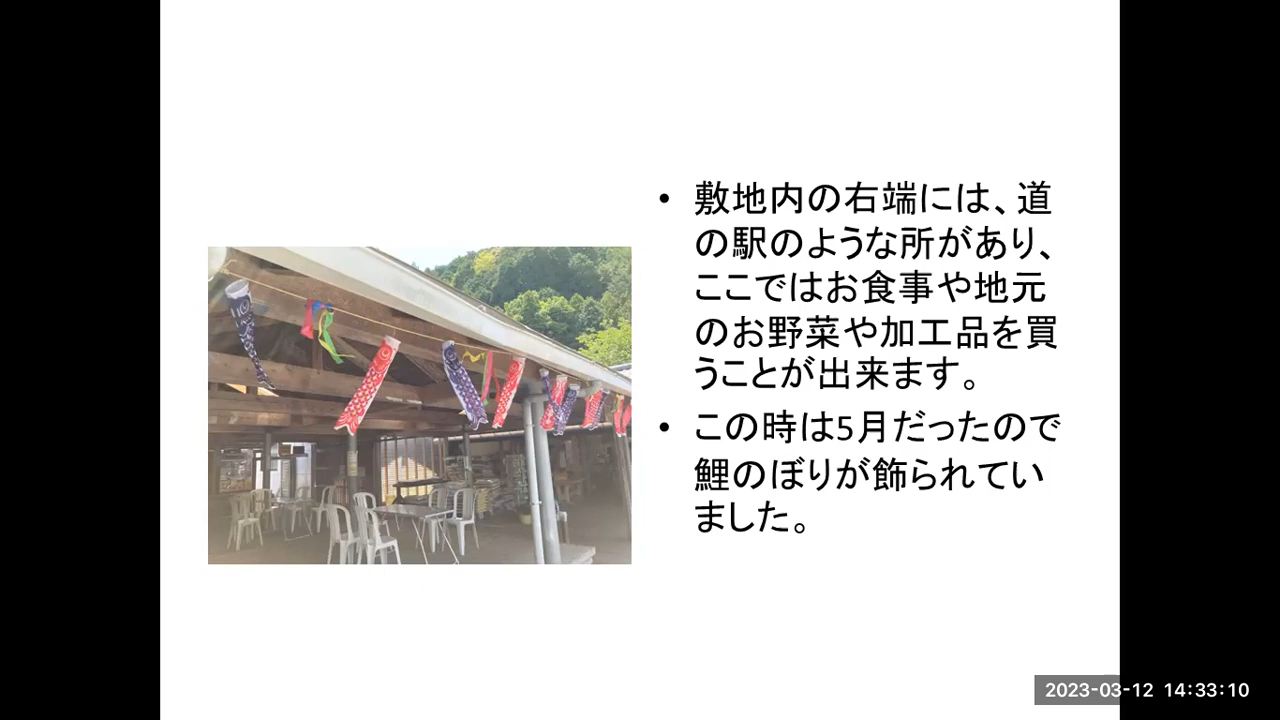 • 敷地内の右端には、道
の駅のような所があり、
ここではお食事や地元
のお野菜や加工品を買
うことが出来ます。
• この時は5月だったので
鯉のぼりが飾られてい
ました。
2023-03-12 14:33:10